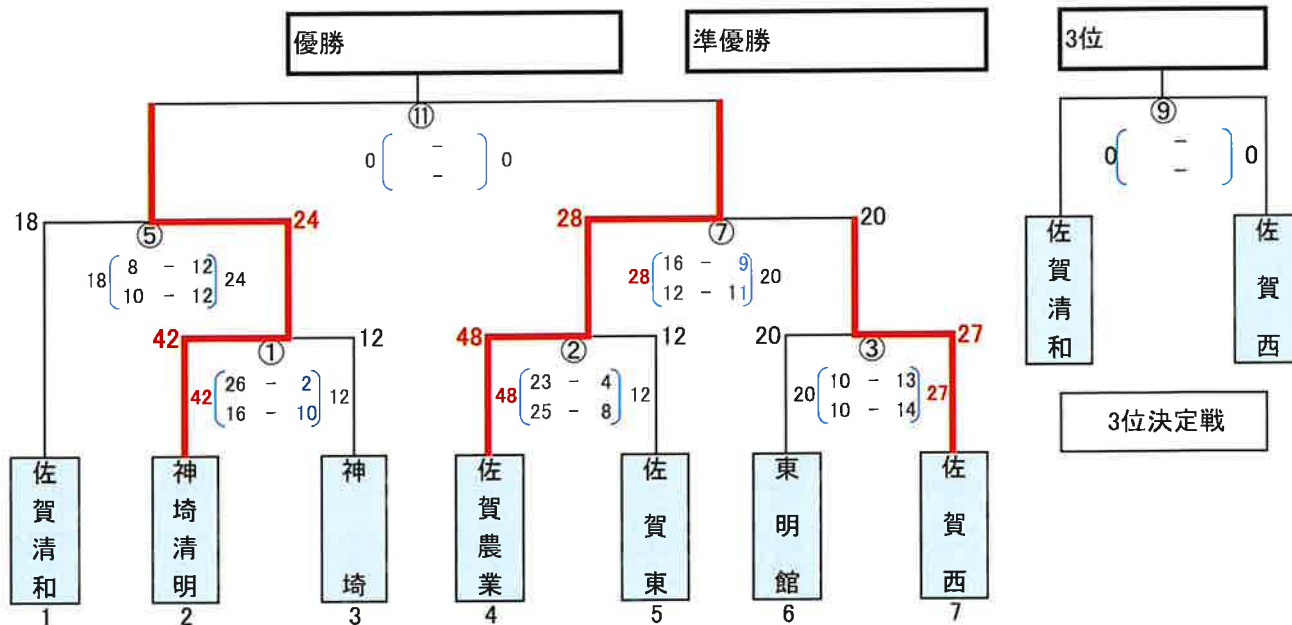 優勝
準優勝
3位
⑪
⑨
0 - 0
-
0 - 0
-
18
24
28
20
⑤
⑦
18 8 - 12 24
10 - 12
28 16 - 9 20
12 - 11
佐賀清和
佐賀西
42
12
48
12
20
27
①
②
③
42 26 - 2 12
16 - 10
48 23 - 4 12
25 - 8
20 10 - 13 27
10 - 14
3位決定戦
佐賀清和
神埼清明
神埼
佐賀農業
佐賀東
東明館
佐賀西
1
2
3
4
5
6
7